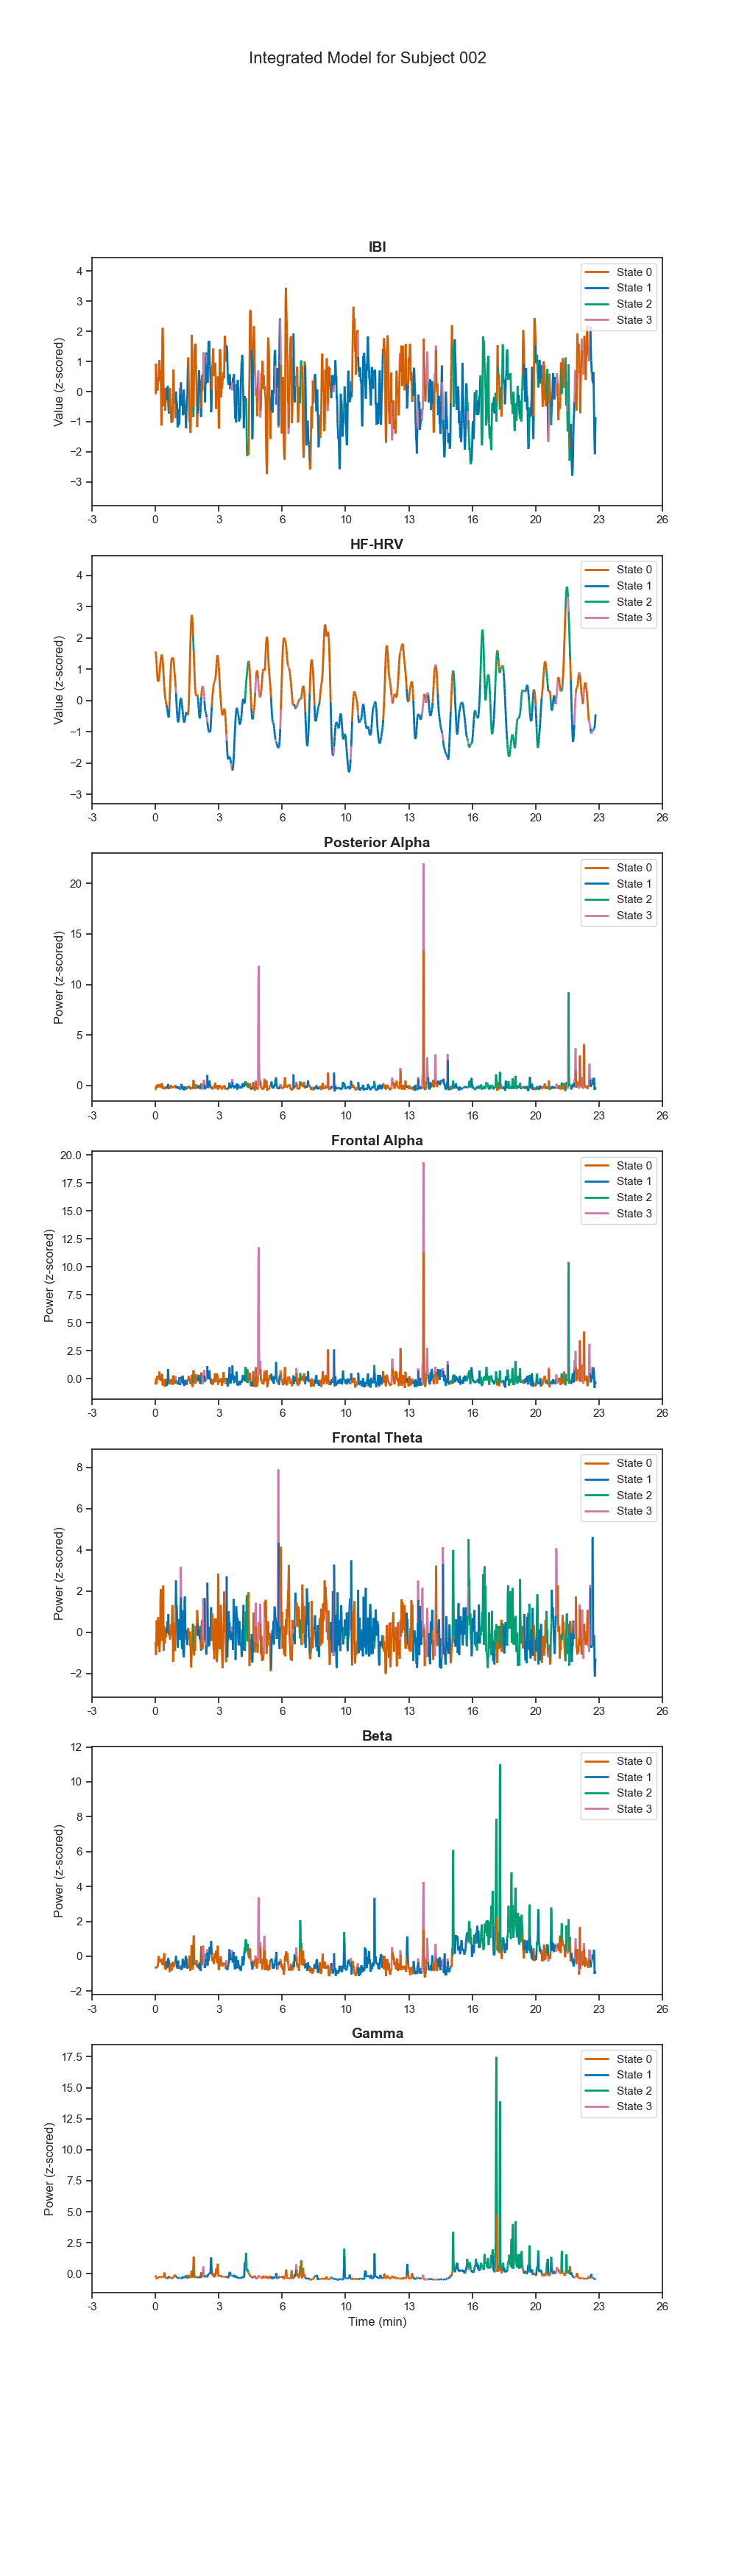 Integrated Model for Subject 002
IBI
Value (z-scored)
4
3
2
1
0
−1
−2
−3
State 0
State 1
State 2
State 3
-3 0 3 6 10 13 16 20 23 26
HF-HRV
Value (z-scored)
4
3
2
1
0
−1
−2
−3
State 0
State 1
State 2
State 3
-3 0 3 6 10 13 16 20 23 26
Posterior Alpha
Power (z-scored)
20
15
10
5
0
State 0
State 1
State 2
State 3
-3 0 3 6 10 13 16 20 23 26
Frontal Alpha
Power (z-scored)
20.0
17.5
15.0
12.5
10.0
7.5
5.0
2.5
0.0
State 0
State 1
State 2
State 3
-3 0 3 6 10 13 16 20 23 26
Frontal Theta
Power (z-scored)
8
6
4
2
0
−2
State 0
State 1
State 2
State 3
-3 0 3 6 10 13 16 20 23 26
Beta
Power (z-scored)
12
10
8
6
4
2
0
−2
State 0
State 1
State 2
State 3
-3 0 3 6 10 13 16 20 23 26
Gamma
Power (z-scored)
17.5
15.0
12.5
10.0
7.5
5.0
2.5
0.0
State 0
State 1
State 2
State 3
-3 0 3 6 10 13 16 20 23 26
Time (min)